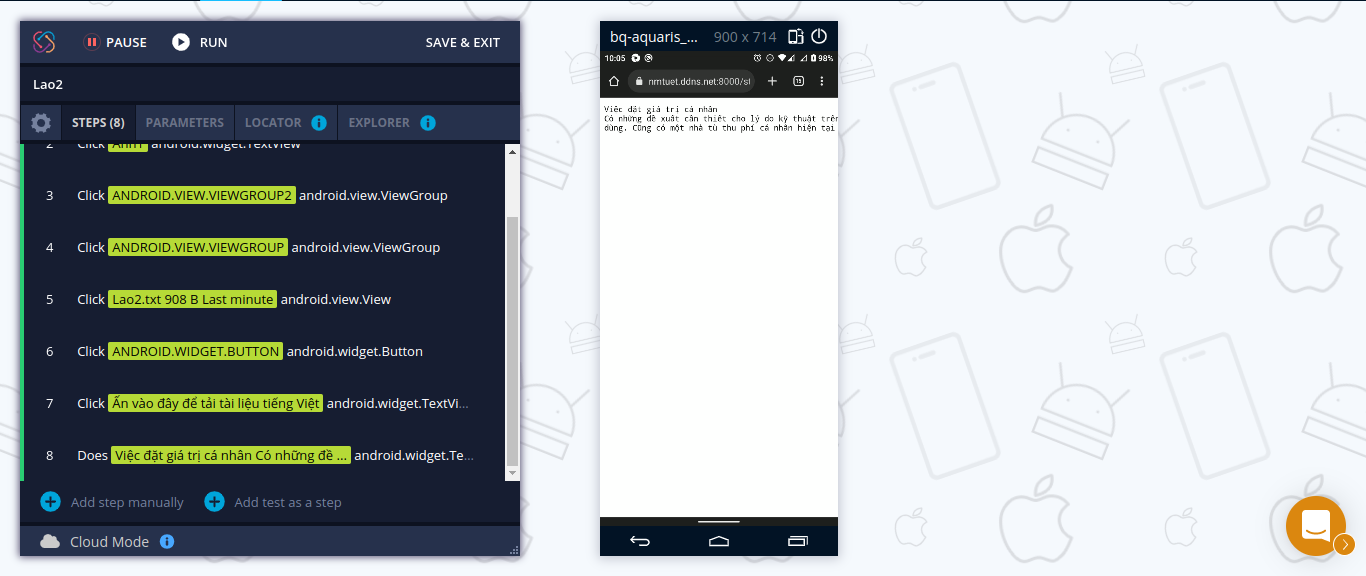 PAUSE RUN SAVE & EXIT
Lao2
STEPS (8) PARAMETERS LOCATOR EXPLORER
2 Click Ảnh1 android.widget.TextView
3 Click ANDROID.VIEW.VIEWGROUP2 android.view.ViewGroup
4 Click ANDROID.VIEW.VIEWGROUP android.view.ViewGroup
5 Click Lao2.txt 908 B Last minute android.view.View
6 Click ANDROID.WIDGET.BUTTON android.widget.Button
7 Click Ấn vào đây để tải tài liệu tiếng Việt android.widget.TextVi...
8 Does Việc đặt giá trị cá nhân Có những đề ... android.widget.Te...
Add step manually Add test as a step
Cloud Mode
bq-aquaris_... 900 x 714
10:05 98%
nmtuet.ddns.net:8000/st
Việc đặt giá trị cá nhân
Có những đề xuất cần thiết cho lý do kỹ thuật trên
dùng. Cũng có một nhà tù thu phí cá nhân hiện tại